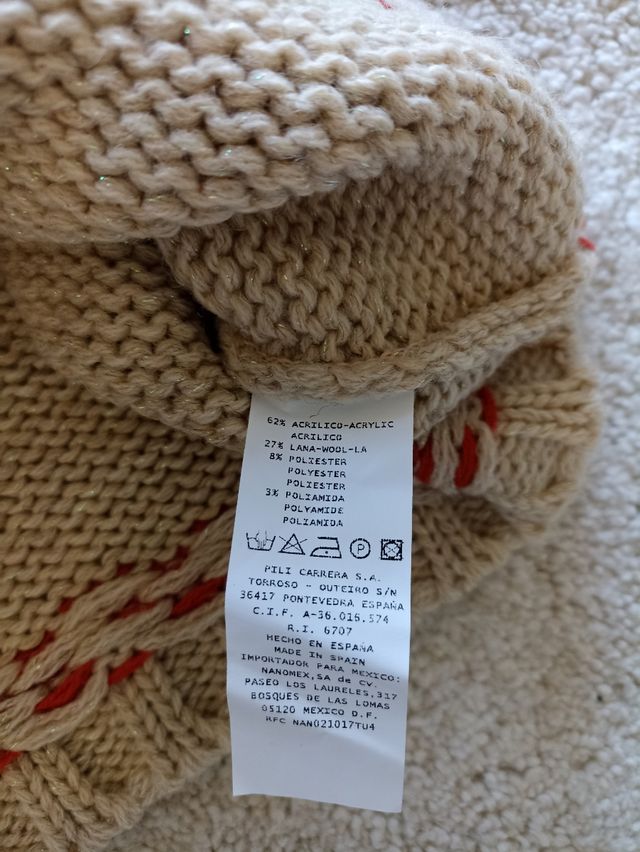 62% ACRILICO-ACRYLIC
ACRILICO
27% LANA-WOOL-LA
8% POLIESTER
POLYESTER
POLIESTER
3% POLIAMIDA
POLYAMIDE
POLIAMIDA
P
PILI CARRERA S.A.
TORROSO - OUTEIRO S/N
36417 PONTEVEDRA ESPAÑA
C.I.F. A-36.016.574
R.I. 6707
HECHO EN ESPAÑA
MADE IN SPAIN
IMPORTADOR PARA MEXICO:
NANOMEX,SA de CV.
PASEO LOS LAURELES,317
BOSQUES DE LAS LOMAS
05120 MEXICO D.F.
RFC NAN021017TU4